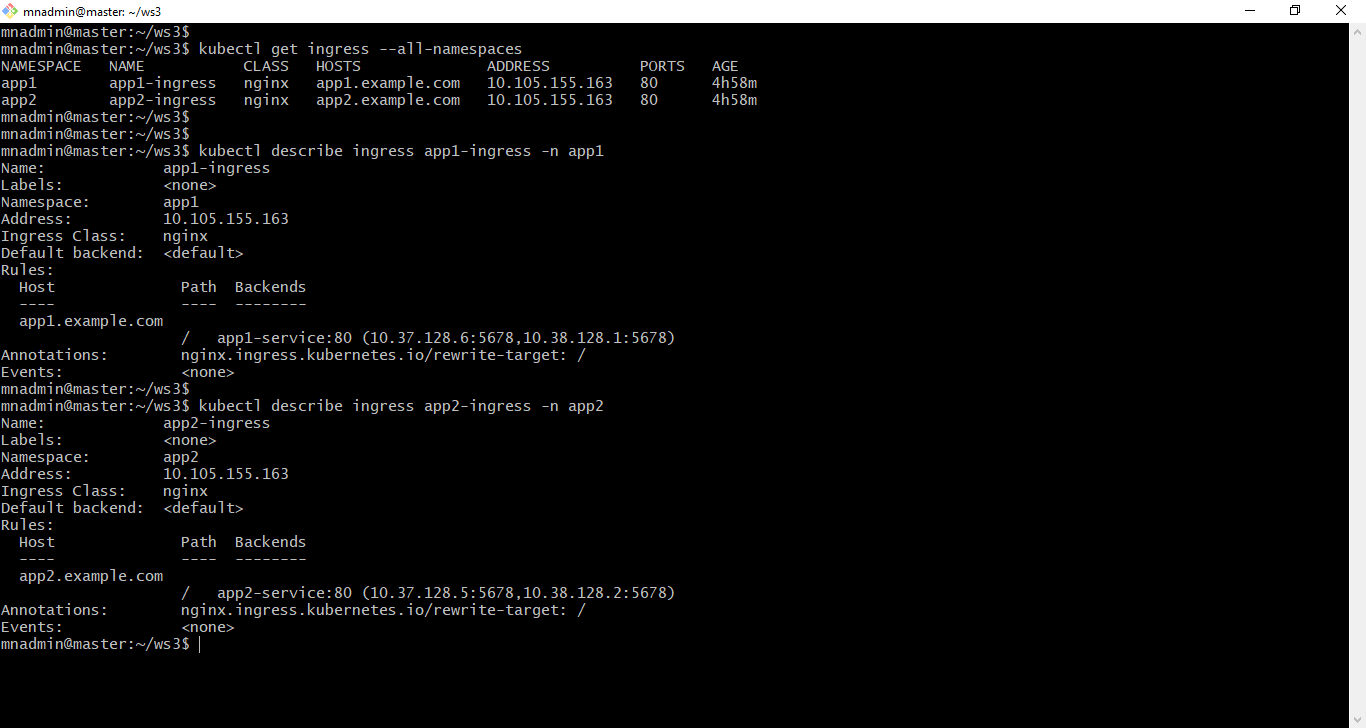 mnadmin@master: ~/ws3
mnadmin@master:~/ws3$
mnadmin@master:~/ws3$ kubectl get ingress --all-namespaces
NAMESPACE   NAME           CLASS   HOSTS              ADDRESS          PORTS   AGE
app1        app1-ingress   nginx   app1.example.com   10.105.155.163   80      4h58m
app2        app2-ingress   nginx   app2.example.com   10.105.155.163   80      4h58m
mnadmin@master:~/ws3$
mnadmin@master:~/ws3$
mnadmin@master:~/ws3$ kubectl describe ingress app1-ingress -n app1
Name:             app1-ingress
Labels:           <none>
Namespace:        app1
Address:          10.105.155.163
Ingress Class:    nginx
Default backend:  <default>
Rules:
  Host              Path  Backends
  ----              ----  --------
  app1.example.com
                    /   app1-service:80 (10.37.128.6:5678,10.38.128.1:5678)
Annotations:        nginx.ingress.kubernetes.io/rewrite-target: /
Events:             <none>
mnadmin@master:~/ws3$
mnadmin@master:~/ws3$ kubectl describe ingress app2-ingress -n app2
Name:             app2-ingress
Labels:           <none>
Namespace:        app2
Address:          10.105.155.163
Ingress Class:    nginx
Default backend:  <default>
Rules:
  Host              Path  Backends
  ----              ----  --------
  app2.example.com
                    /   app2-service:80 (10.37.128.5:5678,10.38.128.2:5678)
Annotations:        nginx.ingress.kubernetes.io/rewrite-target: /
Events:             <none>
mnadmin@master:~/ws3$